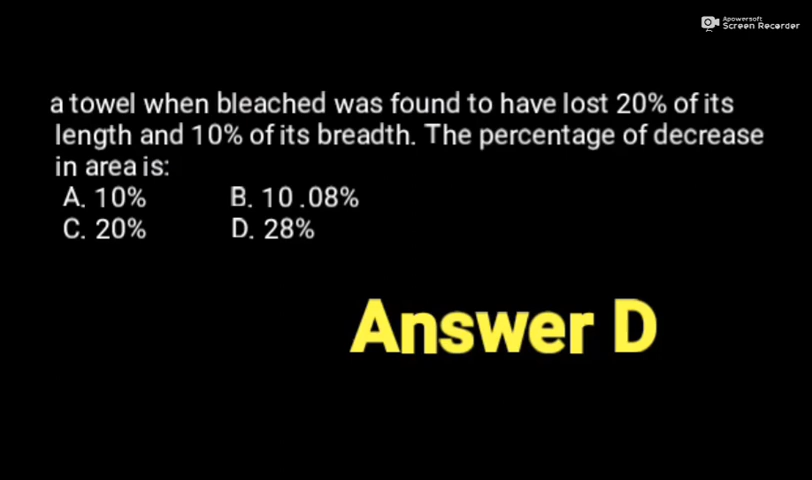 Apowersoft
Screen Recorder
a towel when bleached was found to have lost 20% of its
length and 10% of its breadth. The percentage of decrease
in area is:
A. 10% B. 10 .08%
C. 20% D. 28%
Answer D